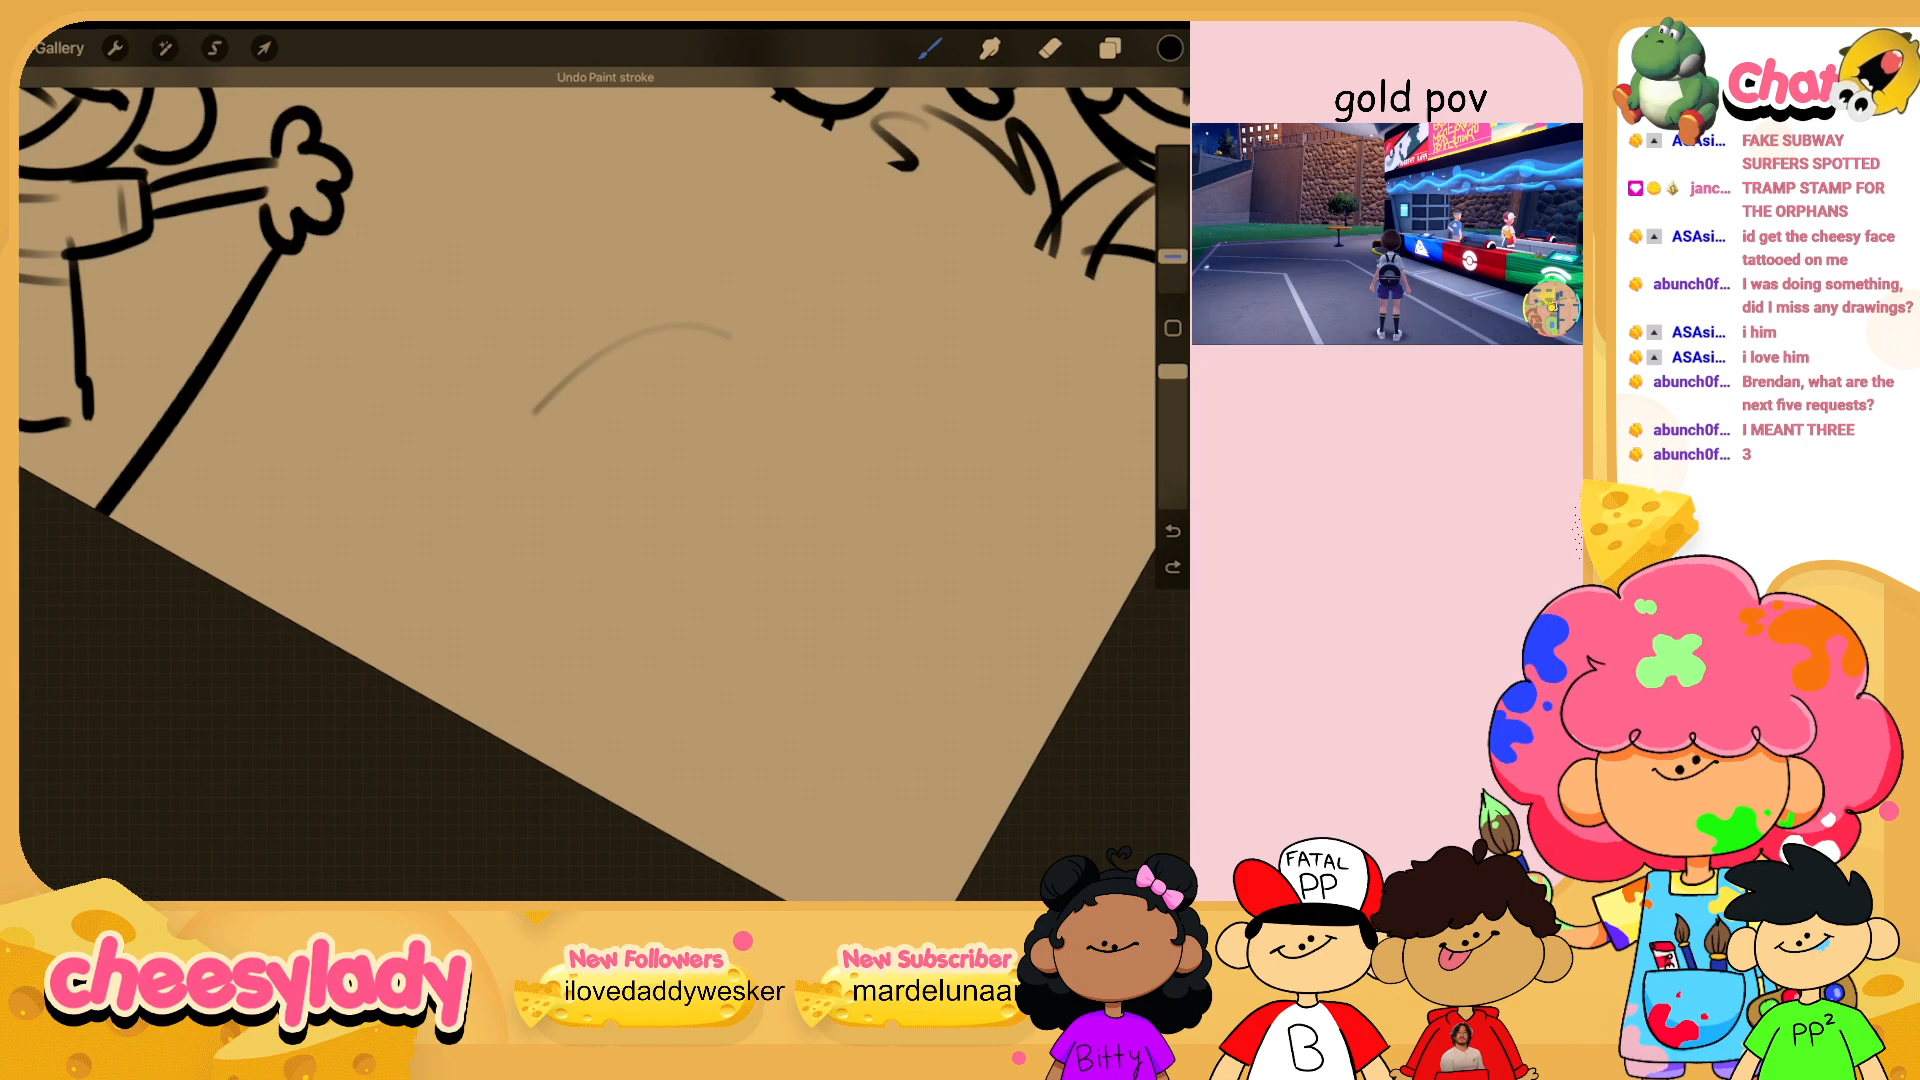 Gallery
Undo Paint stroke
gold pov
Chat
ASAsi... FAKE SUBWAY
SURFERS SPOTTED
janc... TRAMP STAMP FOR
THE ORPHANS
ASAsi... id get the cheesy face
tattooed on me
abunch0f... I was doing something,
did I miss any drawings?
ASAsi... i him
ASAsi... i love him
abunch0f... Brendan, what are the
next five requests?
abunch0f... I MEANT THREE
abunch0f... 3
cheesylady
New Followers
ilovedaddywesker
New Subscriber
mardelunaar
FATAL
PP
Bitty
B
PP²